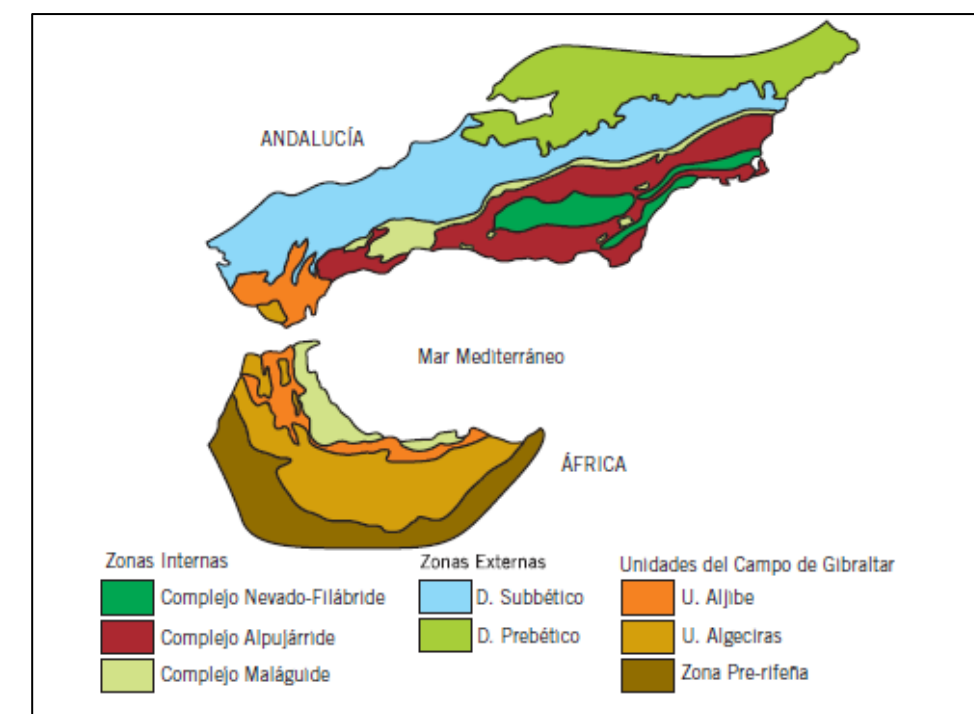 ANDALUCÍA
Mar Mediterráneo
ÁFRICA
Zonas Internas
Complejo Nevado-Filábride
Complejo Alpujárride
Complejo Maláguide
Zonas Externas
D. Subbético
D. Prebético
Unidades del Campo de Gibraltar
U. Aljibe
U. Algeciras
Zona Pre-rifeña